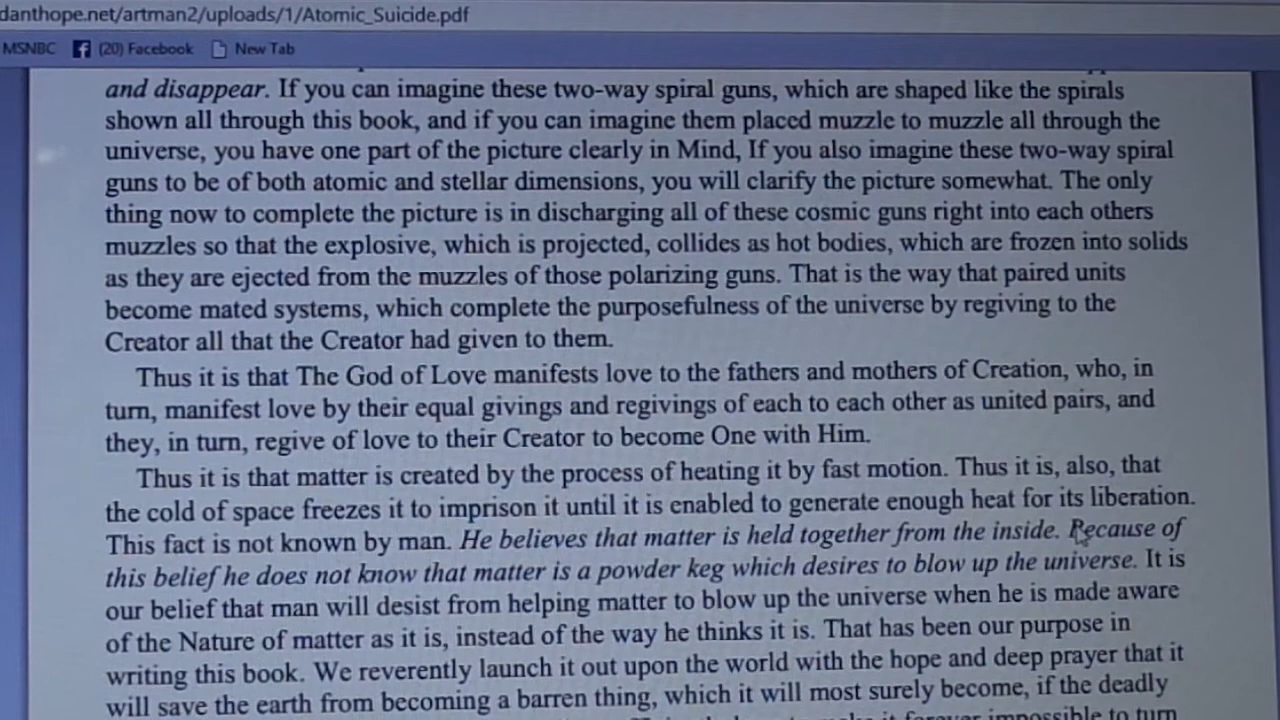 danthope.net/artman2/uploads/1/Atomic_Suicide.pdf
MSNBC (20) Facebook New Tab
and disappear. If you can imagine these two-way spiral guns, which are shaped like the spirals
shown all through this book, and if you can imagine them placed muzzle to muzzle all through the
universe, you have one part of the picture clearly in Mind, If you also imagine these two-way spiral
guns to be of both atomic and stellar dimensions, you will clarify the picture somewhat. The only
thing now to complete the picture is in discharging all of these cosmic guns right into each others
muzzles so that the explosive, which is projected, collides as hot bodies, which are frozen into solids
as they are ejected from the muzzles of those polarizing guns. That is the way that paired units
become mated systems, which complete the purposefulness of the universe by regiving to the
Creator all that the Creator had given to them.
Thus it is that The God of Love manifests love to the fathers and mothers of Creation, who, in
turn, manifest love by their equal givings and regivings of each to each other as united pairs, and
they, in turn, regive of love to their Creator to become One with Him.
Thus it is that matter is created by the process of heating it by fast motion. Thus it is, also, that
the cold of space freezes it to imprison it until it is enabled to generate enough heat for its liberation.
This fact is not known by man. He believes that matter is held together from the inside. Because of
this belief he does not know that matter is a powder keg which desires to blow up the universe. It is
our belief that man will desist from helping matter to blow up the universe when he is made aware
of the Nature of matter as it is, instead of the way he thinks it is. That has been our purpose in
writing this book. We reverently launch it out upon the world with the hope and deep prayer that it
will save the earth from becoming a barren thing, which it will most surely become, if the deadly
forever impossible to turn